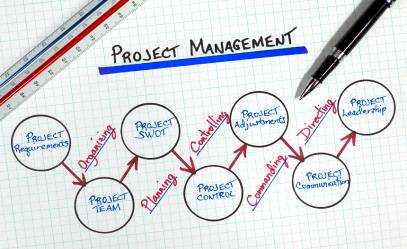 PROJECT MANAGEMENT
PROJECT
Requirements
Organizing
PROJECT
TEAM
Planning
PROJECT
SWOT
Controlling
PROJECT
CONTROL
Commanding
PROJECT
Adjustments
Directing
PROJECT
Communication
PROJECT
Leadership